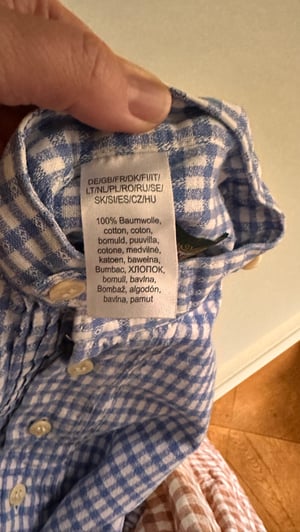 DE/GB/FR/DK/FI/IT/
LT/NL/PL/RO/RU/SE/
SK/SI/ES/CZ/HU
100% Baumwolle,
cotton, coton,
bomuld, puuvilla,
cotone, medvilnė,
katoen, bawełna,
Bumbac, ХЛОПОК,
bomull, bavlna,
Bombaž, algodón,
bavlna, pamut